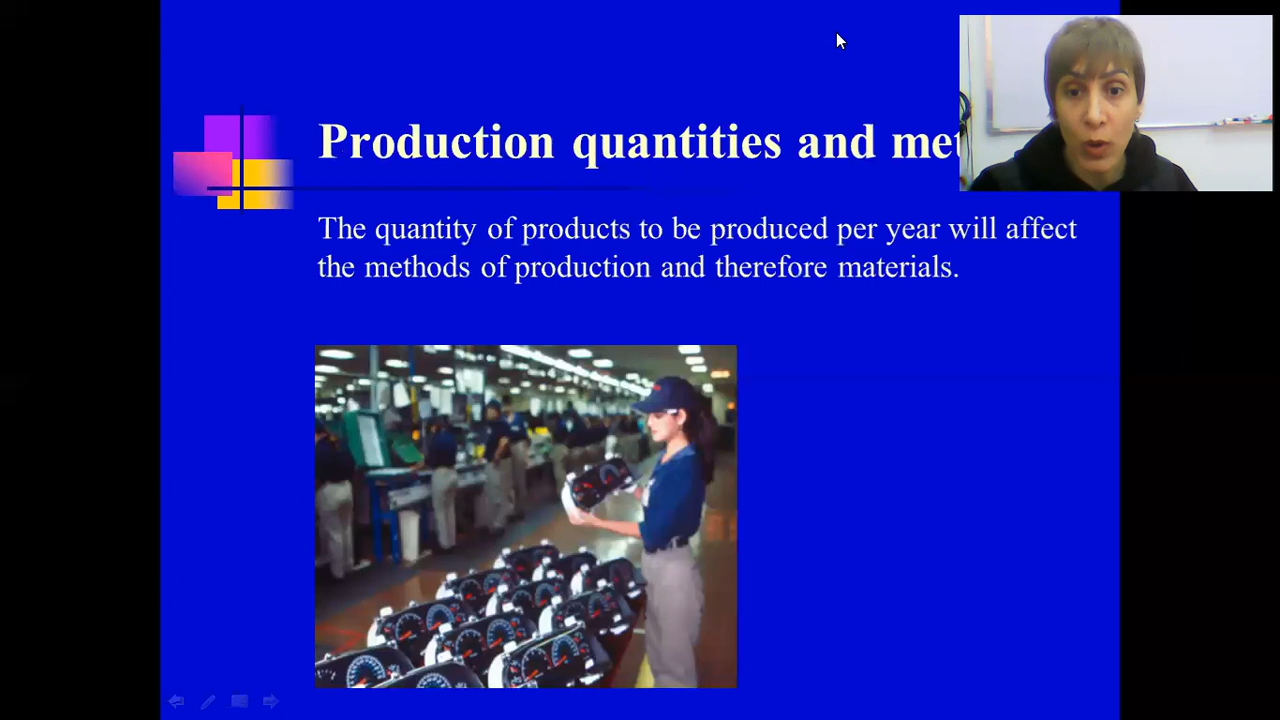 Production quantities and
The quantity of products to be produced per year will affect
the methods of production and therefore materials.